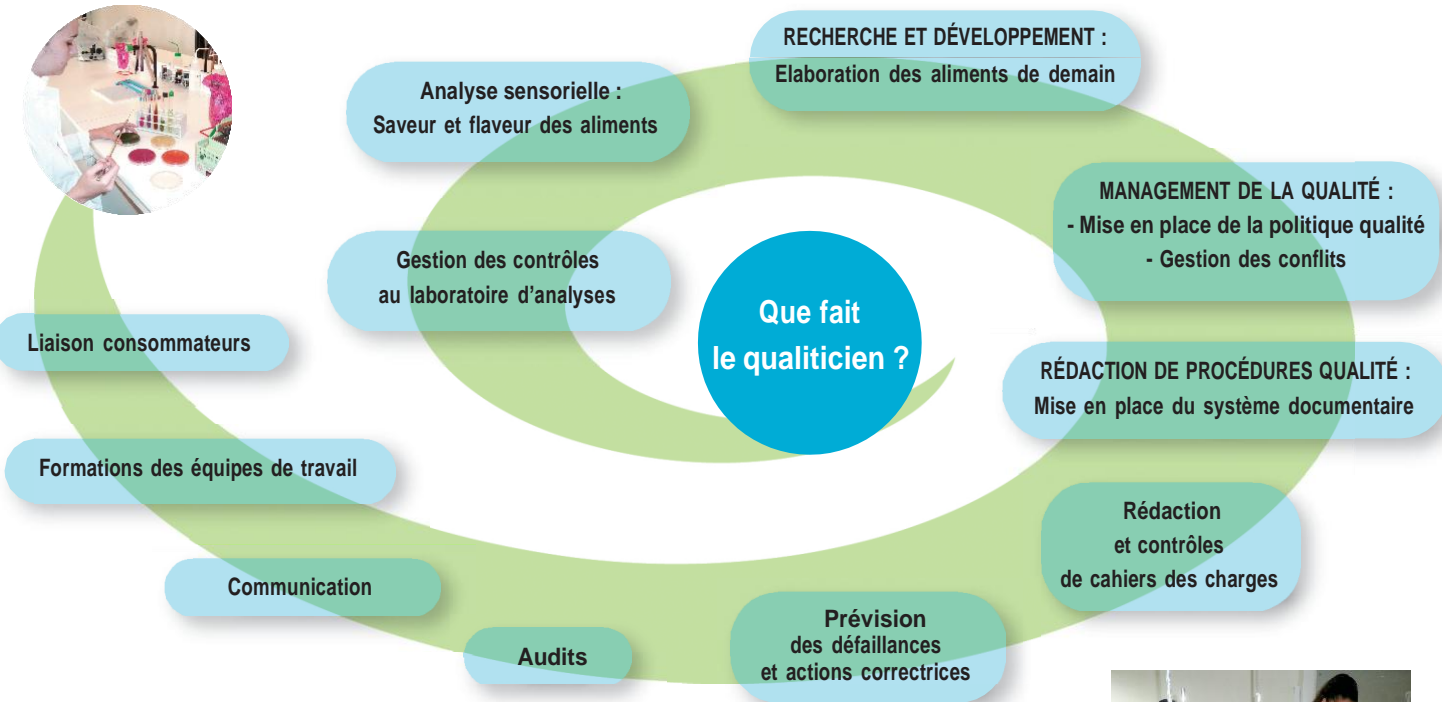 RECHERCHE ET DÉVELOPPEMENT :
Elaboration des aliments de demain
Analyse sensorielle :
Saveur et flaveur des aliments
MANAGEMENT DE LA QUALITÉ :
- Mise en place de la politique qualité
- Gestion des conflits
Gestion des contrôles
au laboratoire d’analyses
Que fait
le qualiticien ?
Liaison consommateurs
RÉDACTION DE PROCÉDURES QUALITÉ :
Mise en place du système documentaire
Formations des équipes de travail
Rédaction
et contrôles
de cahiers des charges
Communication
Prévision
des défaillances
et actions correctrices
Audits